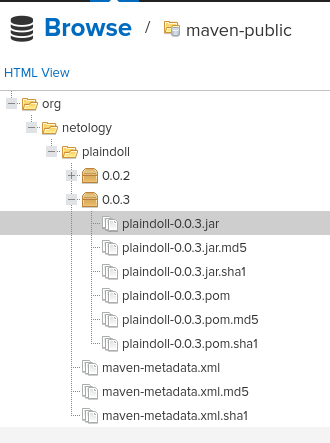 Browse / maven-public
HTML View
org
netology
plaindoll
0.0.2
0.0.3
plaindoll-0.0.3.jar
plaindoll-0.0.3.jar.md5
plaindoll-0.0.3.jar.sha1
plaindoll-0.0.3.pom
plaindoll-0.0.3.pom.md5
plaindoll-0.0.3.pom.sha1
maven-metadata.xml
maven-metadata.xml.md5
maven-metadata.xml.sha1